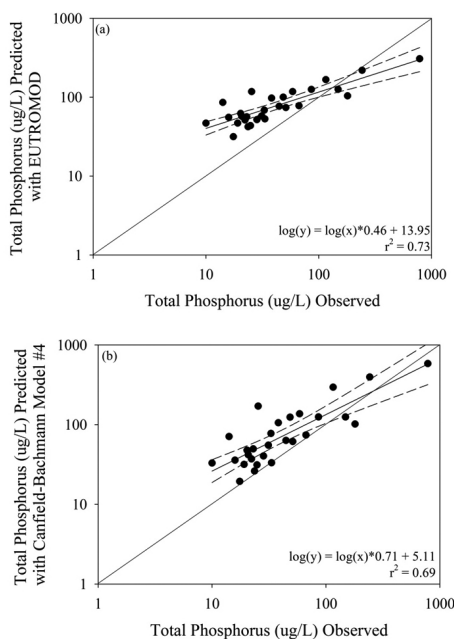 (a)
Total Phosphorus (ug/L) Predicted
with EUTROMOD
1000
100
10
1
log(y) = log(x)*0.46 + 13.95
r² = 0.73
1 10 100 1000
Total Phosphorus (ug/L) Observed
(b)
Total Phosphorus (ug/L) Predicted
with Canfield-Bachmann Model #4
1000
100
10
1
log(y) = log(x)*0.71 + 5.11
r² = 0.69
1 10 100 1000
Total Phosphorus (ug/L) Observed